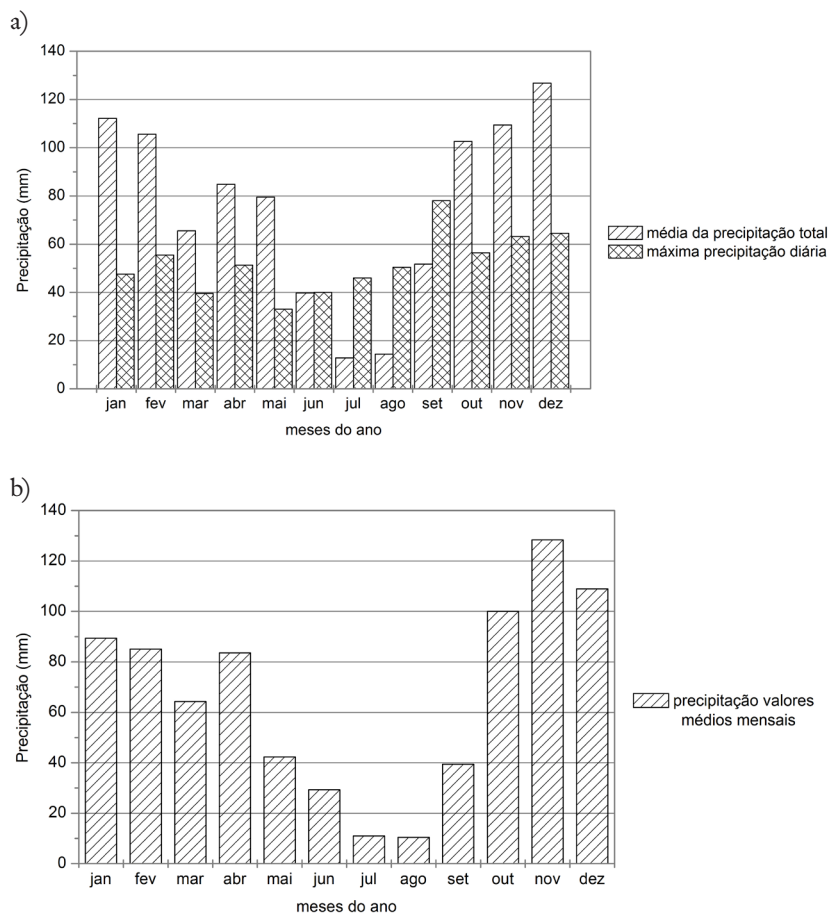 a)
140
120
100
80
60
40
20
0
Precipitação (mm)
jan fev mar abr mai jun jul ago set out nov dez
meses do ano
média da precipitação total
máxima precipitação diária
b)
140
120
100
80
60
40
20
0
Precipitação (mm)
jan fev mar abr mai jun jul ago set out nov dez
meses do ano
precipitação valores
médios mensais